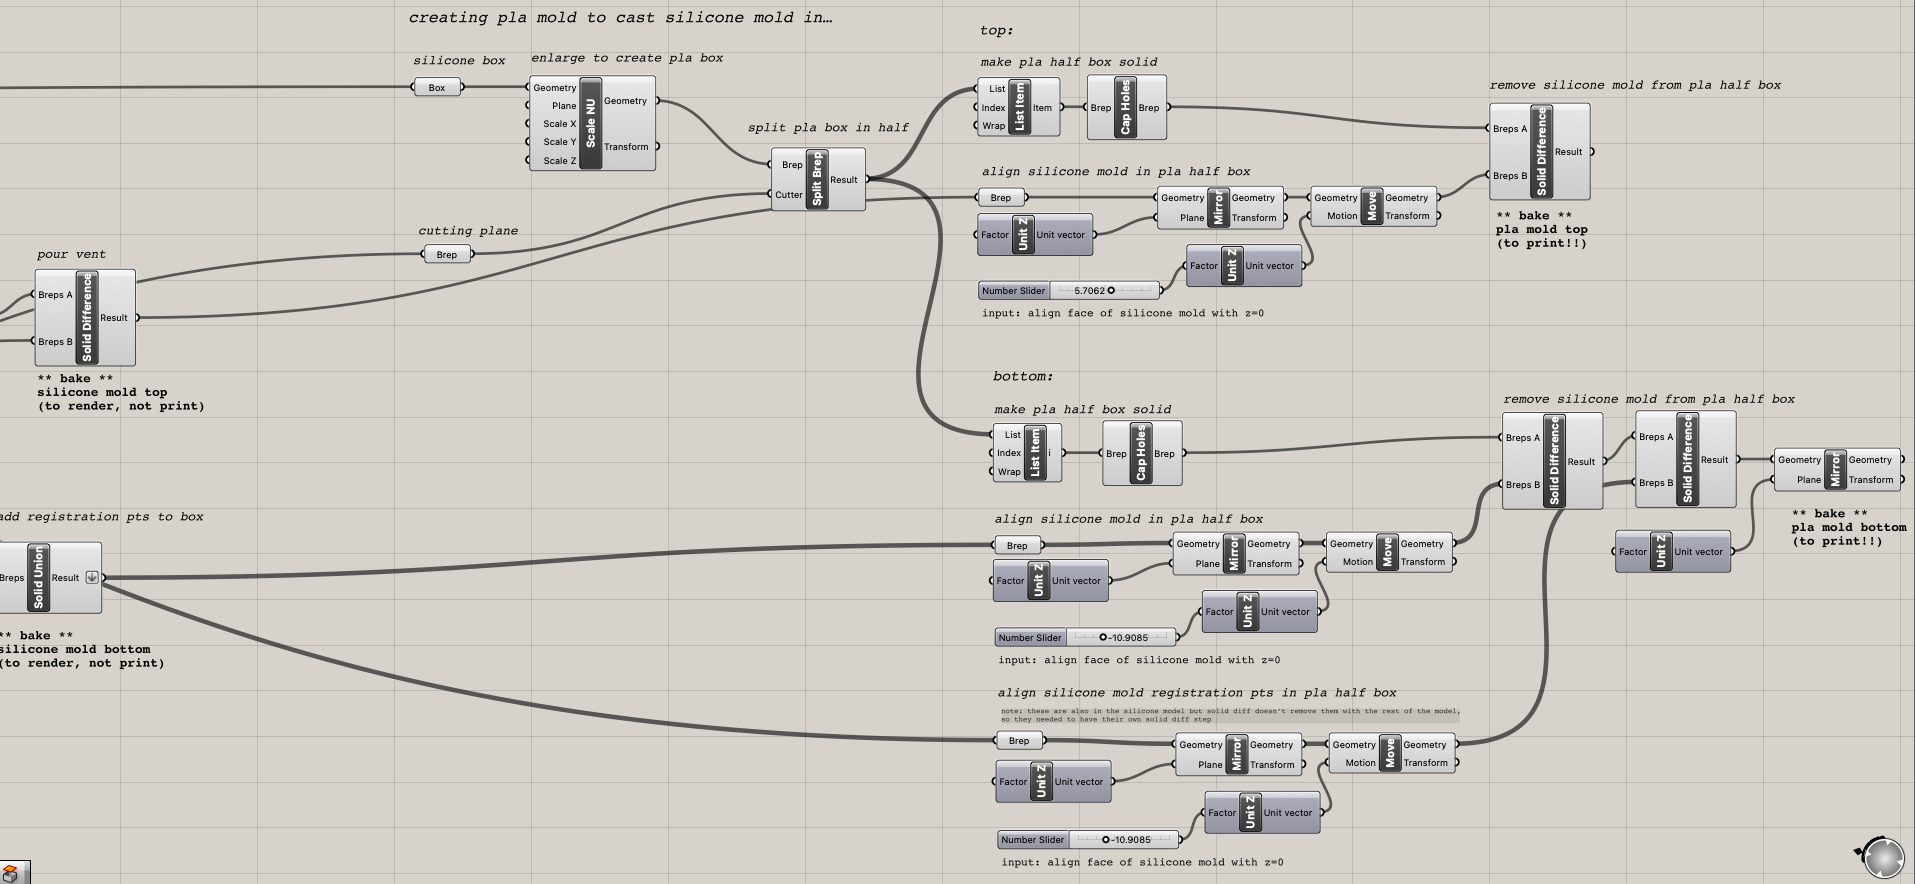 creating pla mold to cast silicone mold in…
silicone box
Box
enlarge to create pla box
Geometry
Plane
Scale X
Scale Y
Scale Z
Scale NU
Geometry
Transform
split pla box in half
Brep
Cutter
Split Brep
Result
cutting plane
Brep
pour vent
Breps A
Breps B
Solid Difference
Result
** bake **
silicone mold top
(to render, not print)
add registration pts to box
Breps
Solid Union
Result
** bake **
silicone mold bottom
(to render, not print)
top:
make pla half box solid
List
Index
Wrap
List Item
Item
Brep
Cap Holes
Brep
remove silicone mold from pla half box
Breps A
Breps B
Solid Difference
Result
** bake **
pla mold top
(to print!!)
align silicone mold in pla half box
Brep
Factor
Unit Z
Unit vector
Geometry
Plane
Mirror
Geometry
Transform
Geometry
Motion
Move
Geometry
Transform
Factor
Unit Z
Unit vector
Number Slider
5.7062
input: align face of silicone mold with z=0
bottom:
make pla half box solid
List
Index
Wrap
List Item
i
Brep
Cap Holes
Brep
remove silicone mold from pla half box
Breps A
Breps B
Solid Difference
Result
Breps A
Breps B
Solid Difference
Result
Geometry
Plane
Mirror
Geometry
Transform
Factor
Unit Z
Unit vector
** bake **
pla mold bottom
(to print!!)
align silicone mold in pla half box
Brep
Factor
Unit Z
Unit vector
Geometry
Plane
Mirror
Geometry
Transform
Geometry
Motion
Move
Geometry
Transform
Factor
Unit Z
Unit vector
Number Slider
-10.9085
input: align face of silicone mold with z=0
align silicone mold registration pts in pla half box
note: these are also in the silicone model but solid diff doesn't remove them with the rest of the model,
so they needed to have their own solid diff step
Brep
Factor
Unit Z
Unit vector
Geometry
Plane
Mirror
Geometry
Transform
Geometry
Motion
Move
Geometry
Transform
Factor
Unit Z
Unit vector
Number Slider
-10.9085
input: align face of silicone mold with z=0